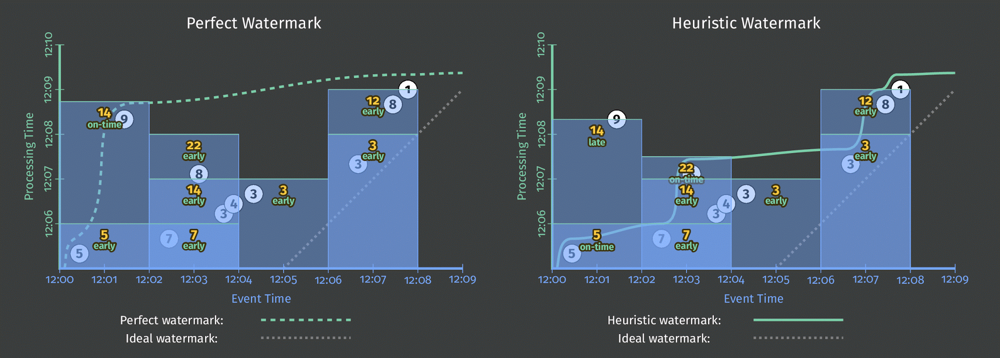 Perfect Watermark
Processing Time
12:10
12:09
12:08
12:07
12:06
14
on-time
9
5
early
5
22
early
8
14
early
3
4
7
7
early
3
3
early
12
early
8
1
3
early
3
12:00 12:01 12:02 12:03 12:04 12:05 12:06 12:07 12:08 12:09
Event Time
Perfect watermark:
Ideal watermark:
Heuristic Watermark
Processing Time
12:10
12:09
12:08
12:07
12:06
9
14
late
5
on-time
5
22
on-time
14
early
3
4
7
7
early
3
3
early
12
early
8
1
3
early
3
12:00 12:01 12:02 12:03 12:04 12:05 12:06 12:07 12:08 12:09
Event Time
Heuristic watermark:
Ideal watermark: